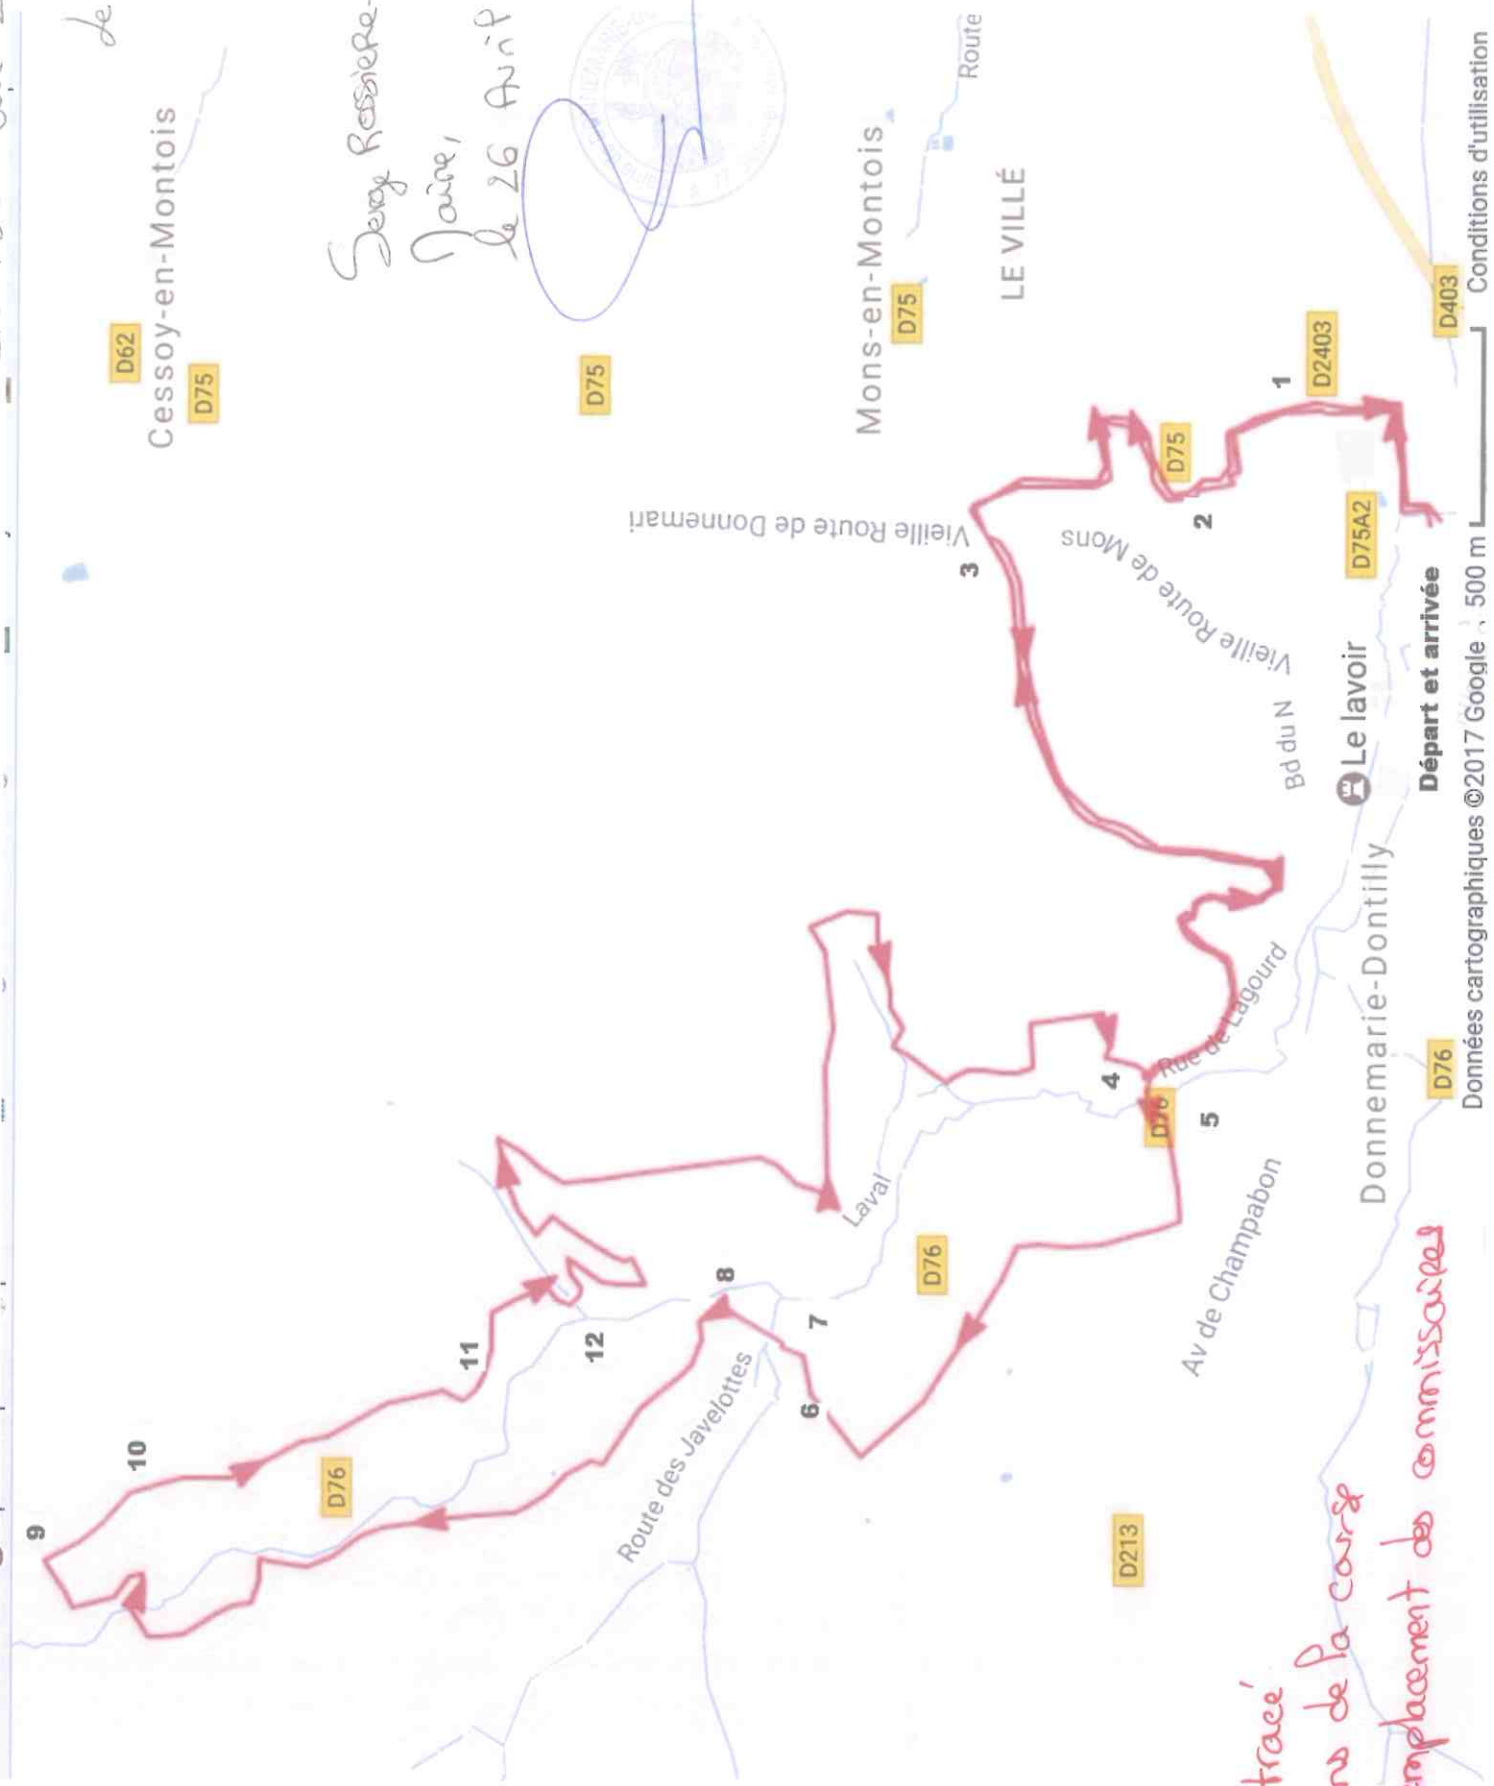 Cessoy-en-Montois
D62
D75
Serge Rossiere-
Maire,
le 26 Avril
D75
Mons-en-Montois
D75
Route
LE VILLÉ
Vieille Route de Donnemari
Vieille Route de Mons
D75
D2403
D403
D75A2
Bd du N
Le lavoir
Départ et arrivée
Donnemarie-Dontilly
Rue de Lagourd
D76
D76
Av de Champabon
Laval
D76
Route des Javelottes
D76
D213
1
2
3
4
5
6
7
8
9
10
11
12
tracé
de la course
des commissaires
Données cartographiques ©2017 Google
500 m
Conditions d'utilisation